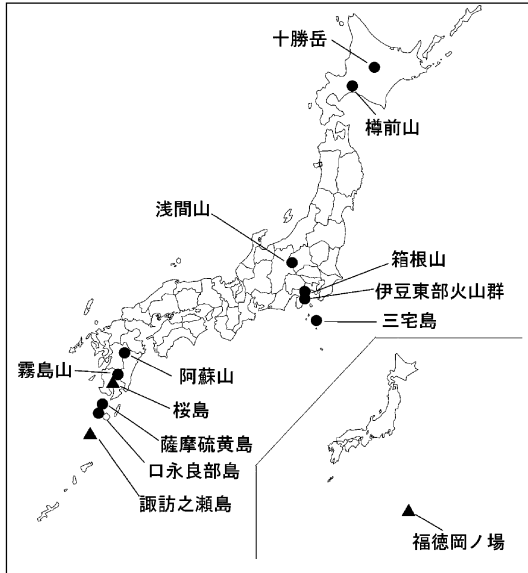 十勝岳
樽前山
浅間山
箱根山
伊豆東部火山群
三宅島
霧島山
阿蘇山
桜島
薩摩硫黄島
口永良部島
諏訪之瀬島
福徳岡ノ場